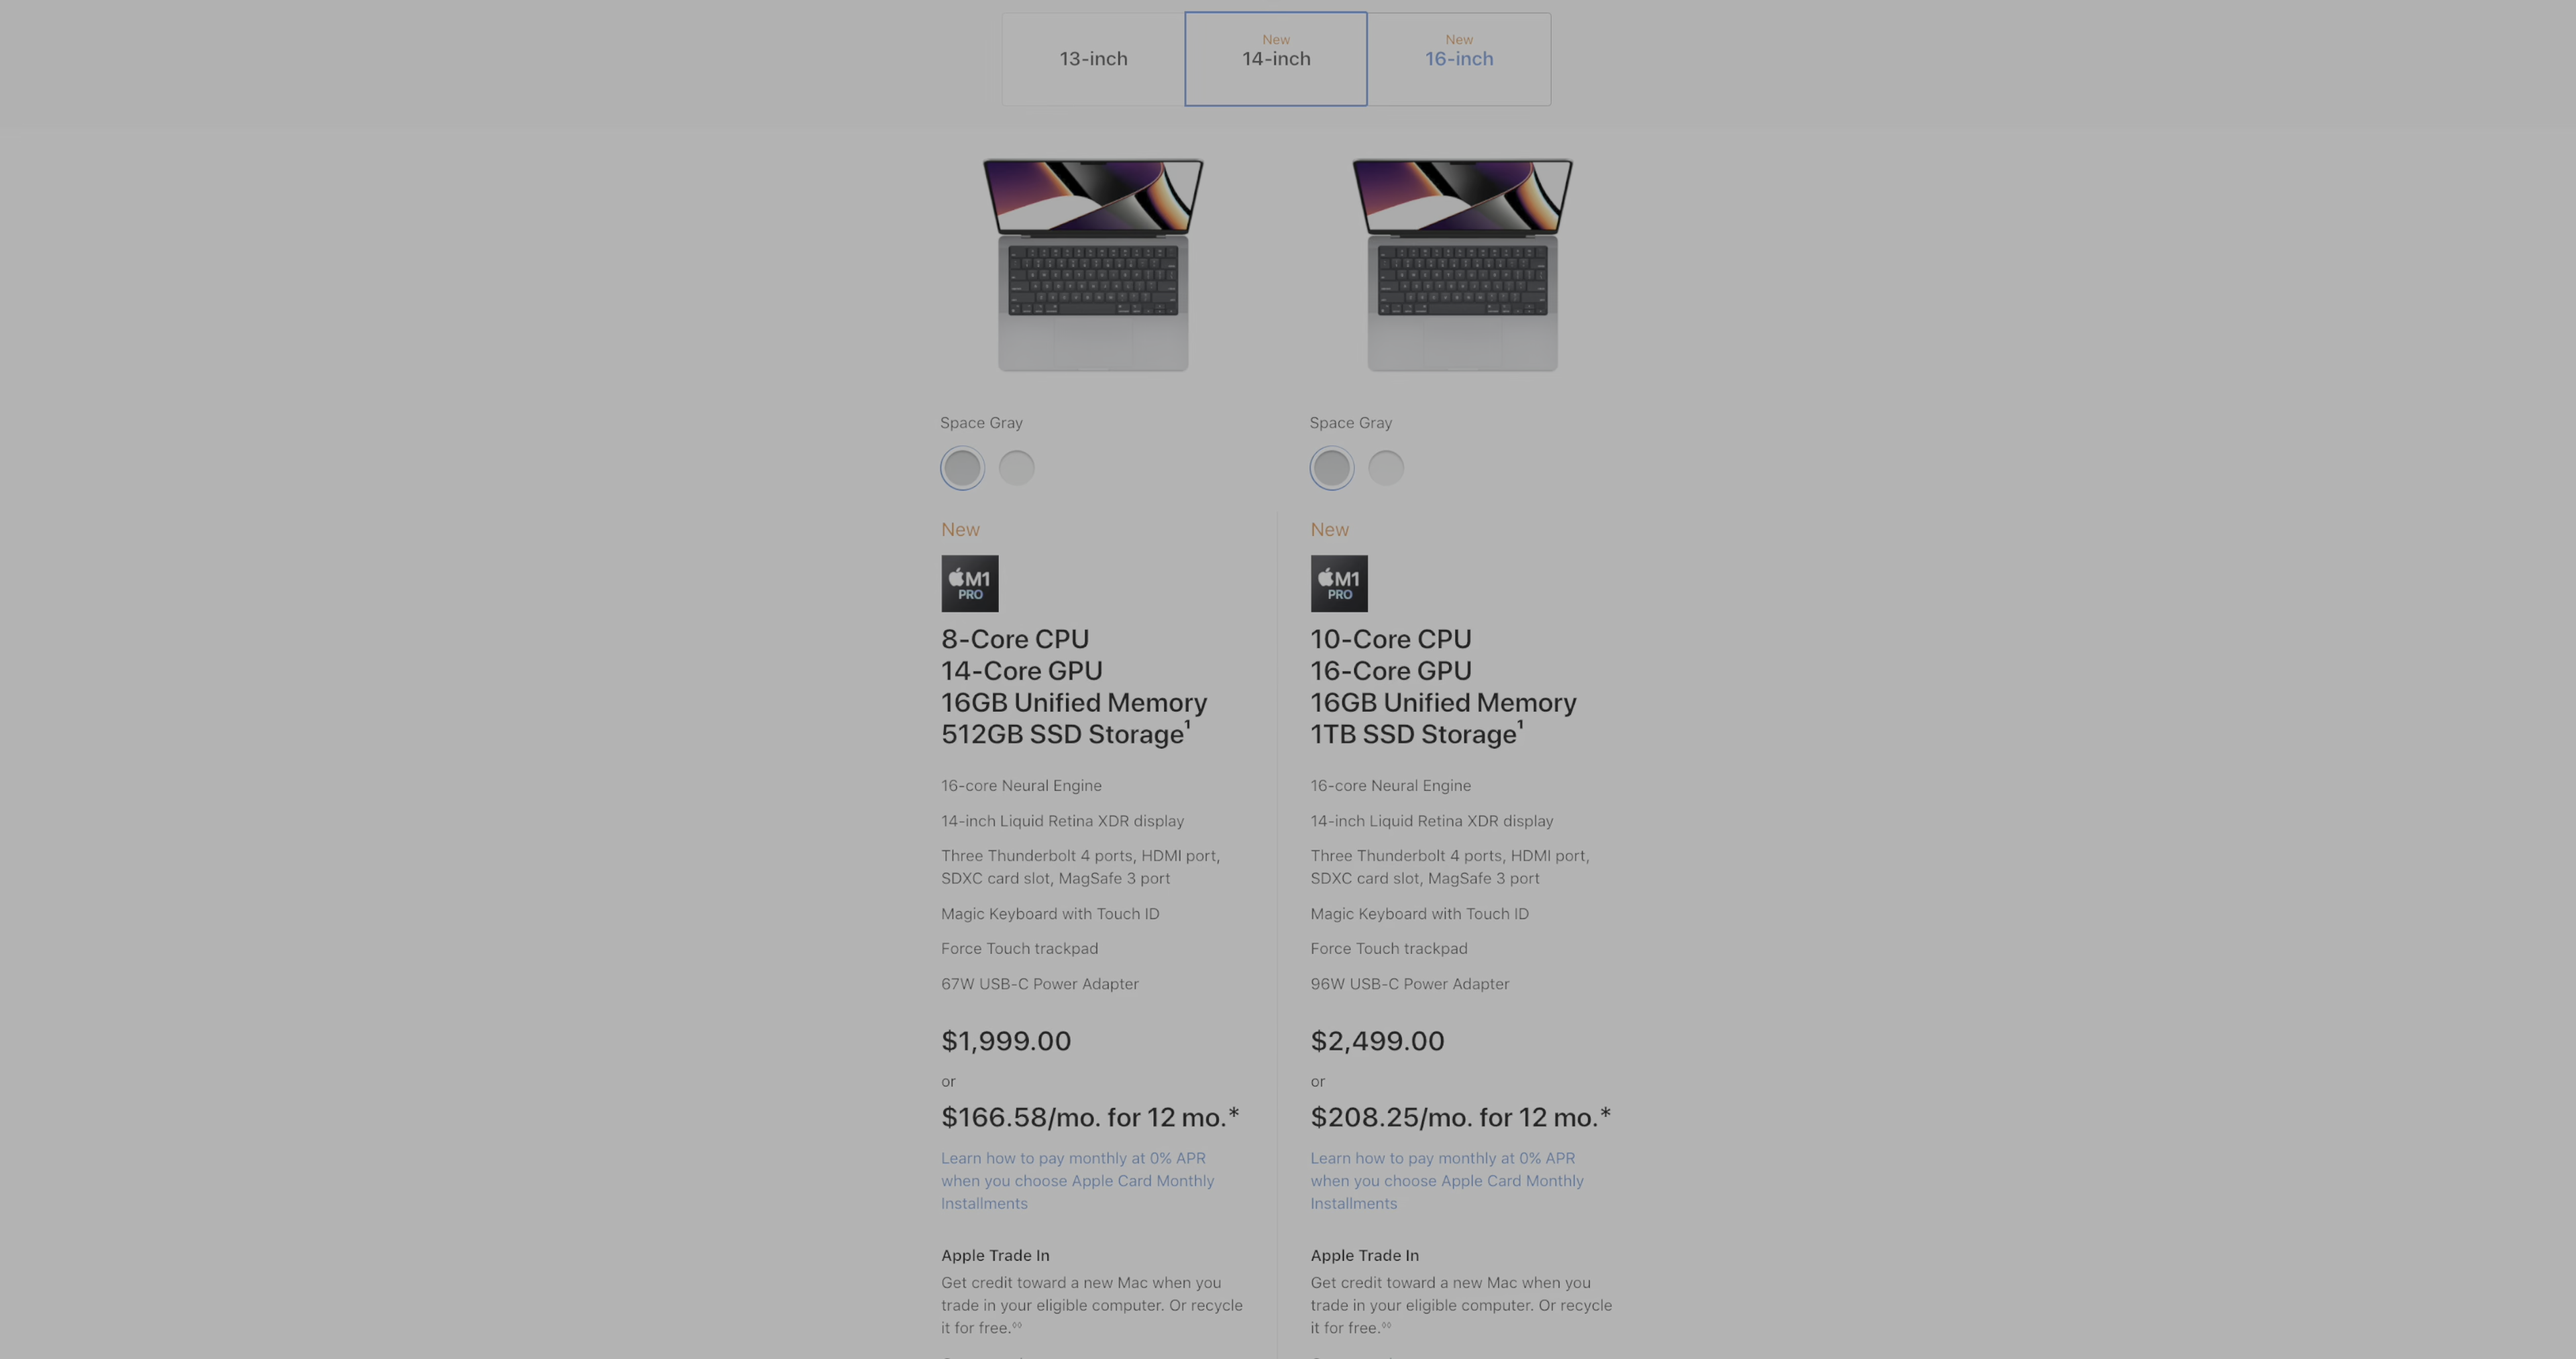 13-inch
New
14-inch
New
16-inch
Space Gray
New
M1
PRO
8-Core CPU
14-Core GPU
16GB Unified Memory
512GB SSD Storage¹
16-core Neural Engine
14-inch Liquid Retina XDR display
Three Thunderbolt 4 ports, HDMI port,
SDXC card slot, MagSafe 3 port
Magic Keyboard with Touch ID
Force Touch trackpad
67W USB-C Power Adapter
$1,999.00
or
$166.58/mo. for 12 mo.*
Learn how to pay monthly at 0% APR
when you choose Apple Card Monthly
Installments
Apple Trade In
Get credit toward a new Mac when you
trade in your eligible computer. Or recycle
it for free.◊◊
Space Gray
New
M1
PRO
10-Core CPU
16-Core GPU
16GB Unified Memory
1TB SSD Storage¹
16-core Neural Engine
14-inch Liquid Retina XDR display
Three Thunderbolt 4 ports, HDMI port,
SDXC card slot, MagSafe 3 port
Magic Keyboard with Touch ID
Force Touch trackpad
96W USB-C Power Adapter
$2,499.00
or
$208.25/mo. for 12 mo.*
Learn how to pay monthly at 0% APR
when you choose Apple Card Monthly
Installments
Apple Trade In
Get credit toward a new Mac when you
trade in your eligible computer. Or recycle
it for free.◊◊